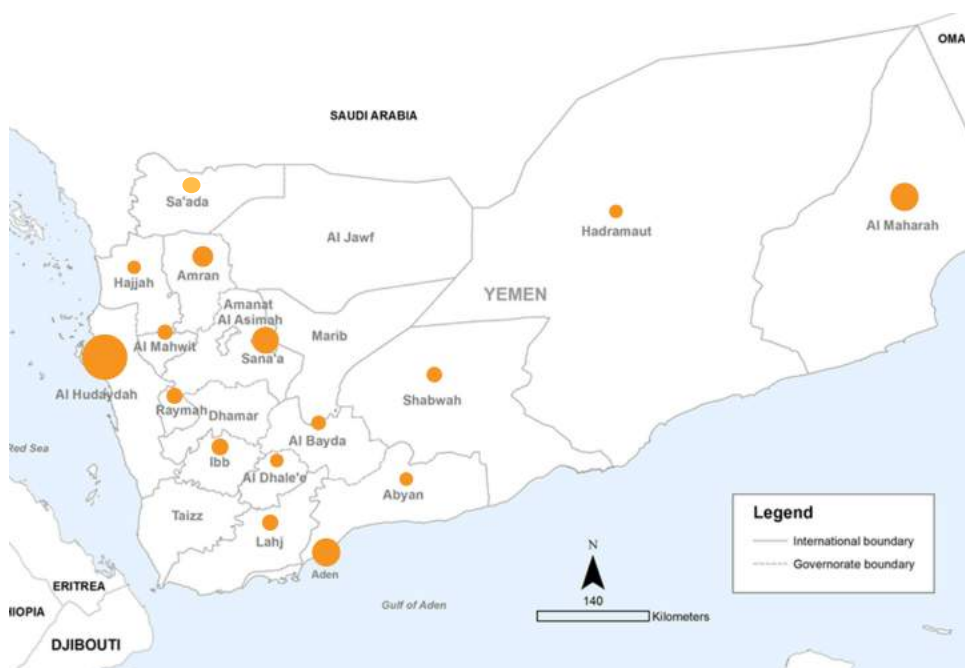 OMA
SAUDI ARABIA
Sa'ada
Al Jawf
Hadramaut
Al Maharah
Hajjah
Amran
YEMEN
Amanat
Al Asimah
Marib
Al Mahwit
Sana'a
Al Hudaydah
Raymah
Dhamar
Shabwah
Al Bayda
Red Sea
Ibb
Al Dhale'e
Abyan
Taizz
Lahj
Aden
Legend
International boundary
Governorate boundary
N
140
Kilometers
ERITREA
Gulf of Aden
HIOPIA
DJIBOUTI